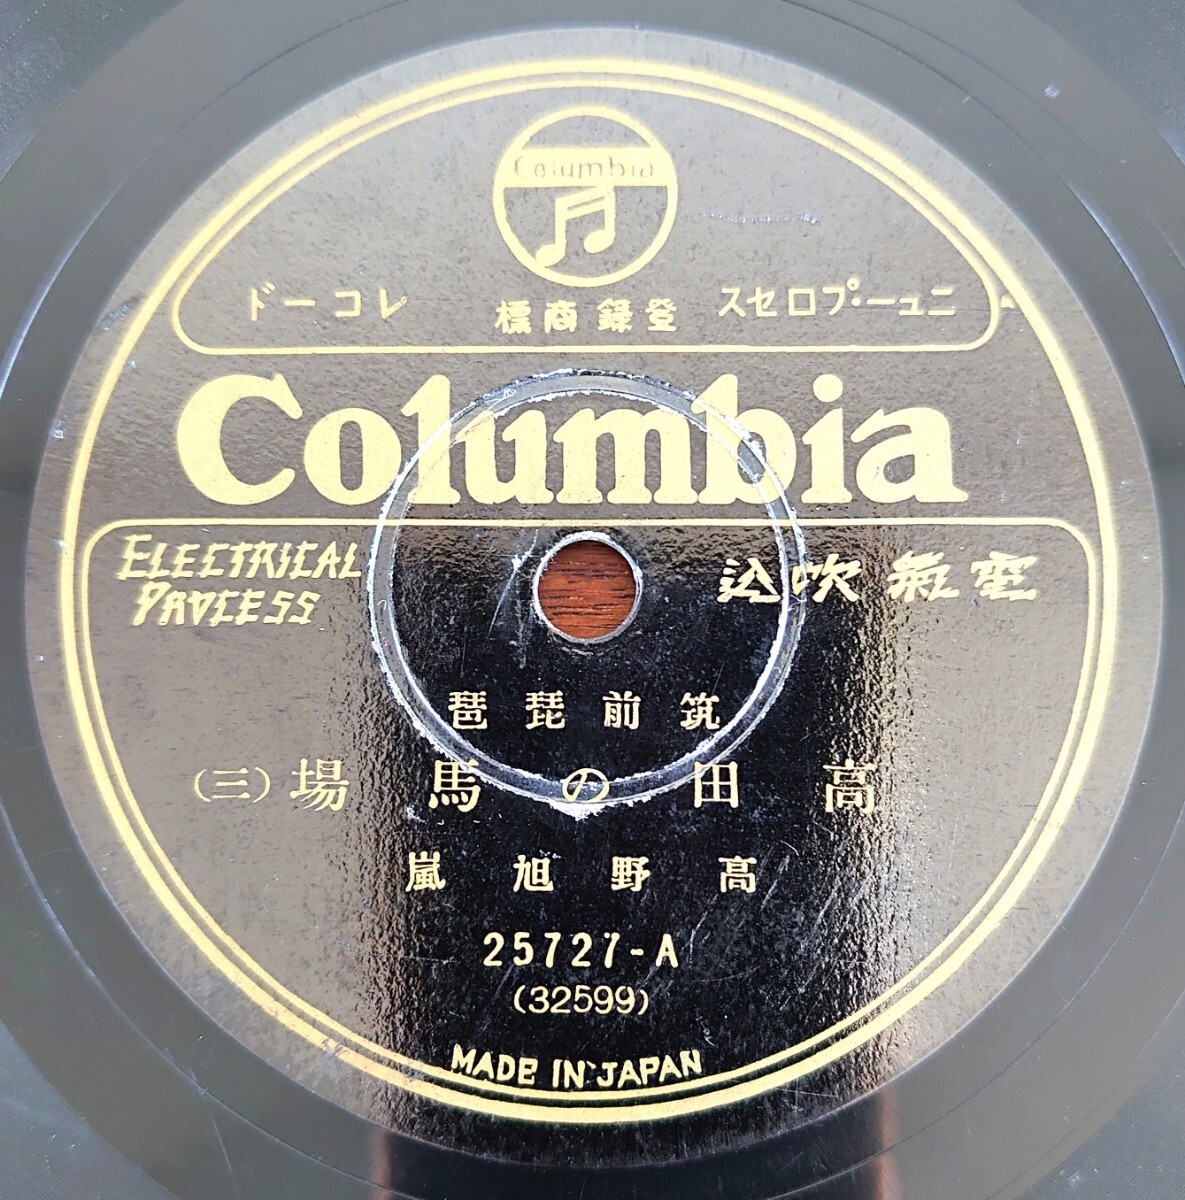 Columbia
ニユー・プロセス 登録商標 レコード
Columbia
ELECTRICAL PROCESS
電氣吹込
筑前琵琶
高田の馬場(三)
高野旭嵐
25727-A
(32599)
MADE IN JAPAN